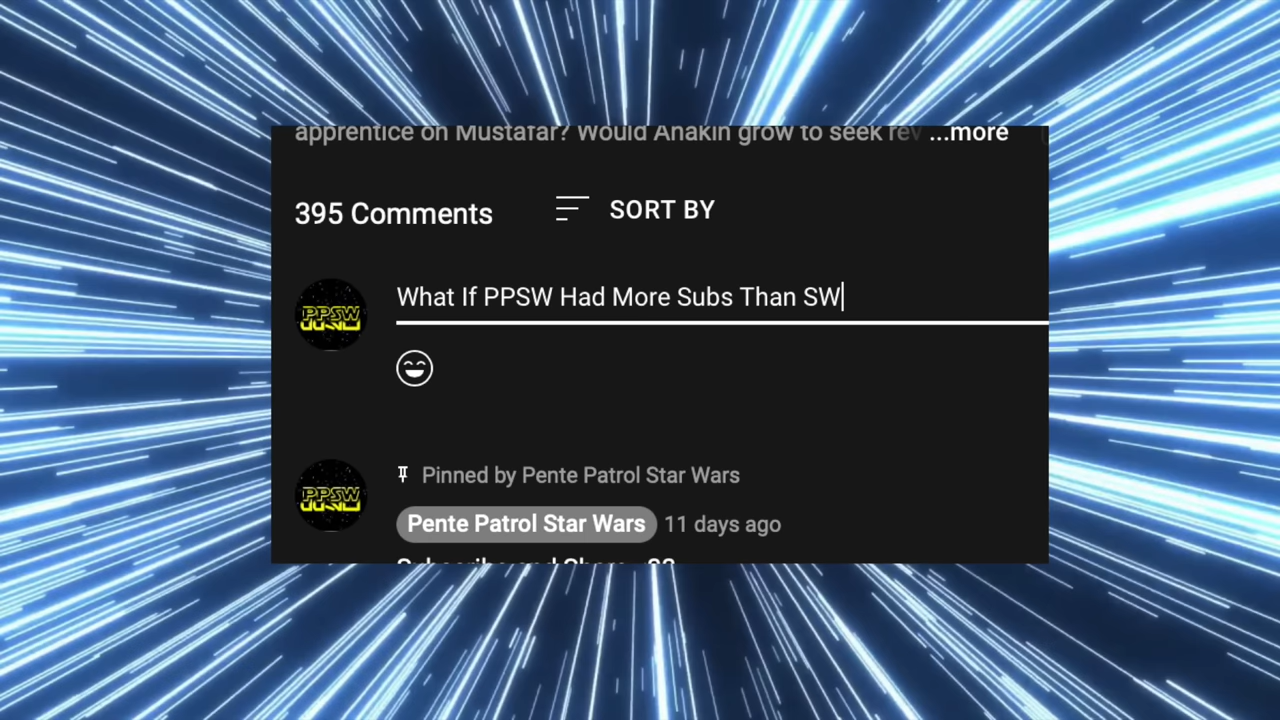 apprentice on Mustafar? Would Anakin grow to seek rev ...more
395 Comments
SORT BY
PPSW
What If PPSW Had More Subs Than SW
Pinned by Pente Patrol Star Wars
PPSW
Pente Patrol Star Wars 11 days ago